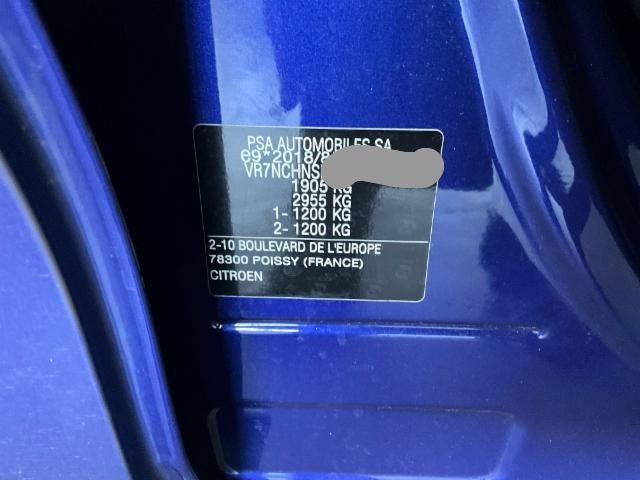 PSA AUTOMOBILES SA
e9*2018/8
VR7NCHNS
1905 KG
2955 KG
1- 1200 KG
2- 1200 KG
2-10 BOULEVARD DE L'EUROPE
78300 POISSY (FRANCE)
CITROEN